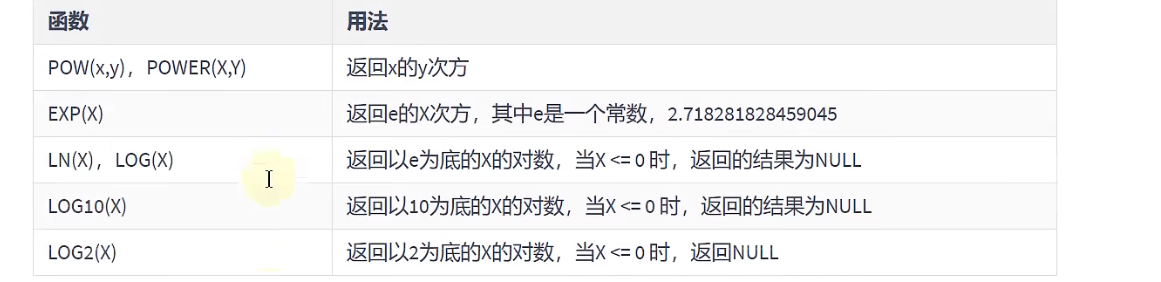 函数 用法
POW(x,y)，POWER(X,Y) 返回x的y次方
EXP(X) 返回e的X次方，其中e是一个常数，2.718281828459045
LN(X)，LOG(X) 返回以e为底的X的对数，当X <= 0 时，返回的结果为NULL
LOG10(X) 返回以10为底的X的对数，当X <= 0 时，返回的结果为NULL
LOG2(X) 返回以2为底的X的对数，当X <= 0 时，返回NULL